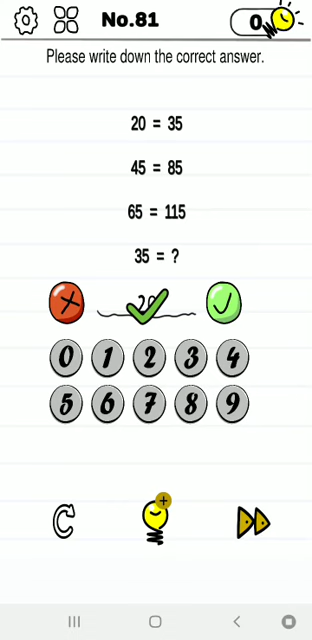 No.81
0
Please write down the correct answer.
20 = 35
45 = 85
65 = 115
35 = ?
0 1 2 3 4
5 6 7 8 9